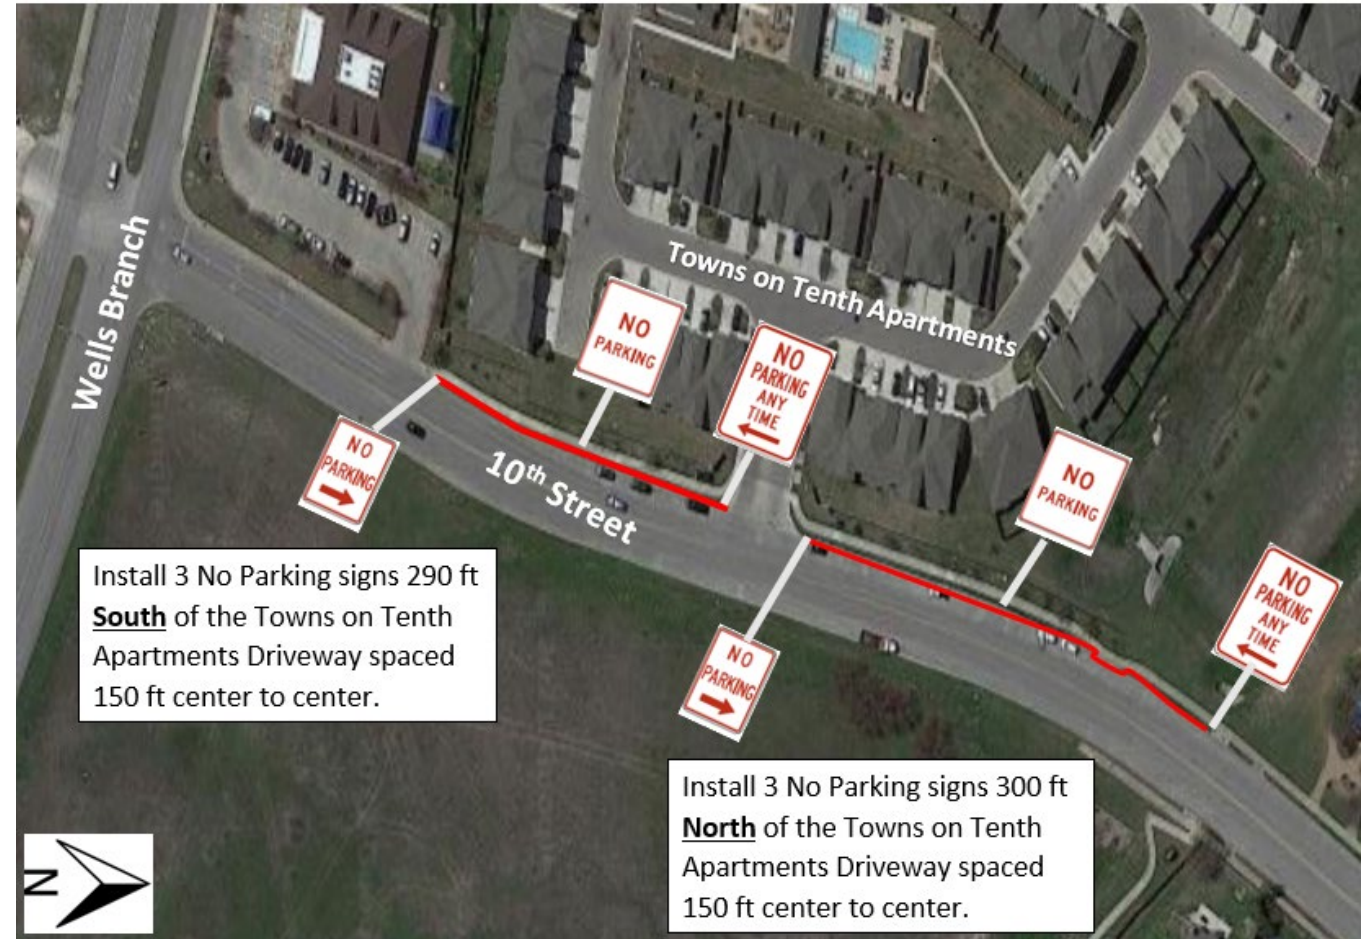 Wells Branch
Towns on Tenth Apartments
10th Street
NO
PARKING
NO
PARKING
NO
PARKING
ANY
TIME
NO
PARKING
NO
PARKING
NO
PARKING
ANY
TIME
Install 3 No Parking signs 290 ft
South of the Towns on Tenth
Apartments Driveway spaced
150 ft center to center.
Install 3 No Parking signs 300 ft
North of the Towns on Tenth
Apartments Driveway spaced
150 ft center to center.
N